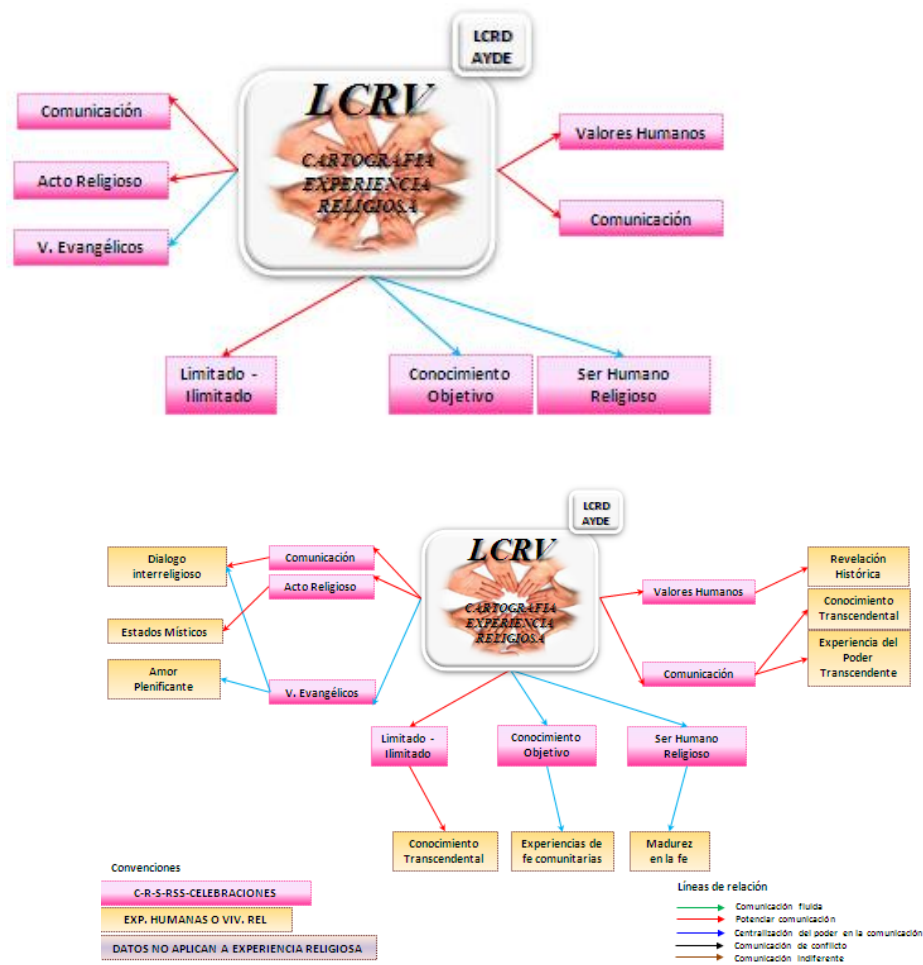 LCRD
AYDE
LCRV
CARTOGRAFIA
EXPERIENCIA
RELIGIOSA
Comunicación
Acto Religioso
V. Evangélicos
Valores Humanos
Comunicación
Limitado -
Ilimitado
Conocimiento
Objetivo
Ser Humano
Religioso
LCRD
AYDE
LCRV
CARTOGRAFIA
EXPERIENCIA
RELIGIOSA
Dialogo
interreligioso
Estados Místicos
Amor
Plenificante
Comunicación
Acto Religioso
V. Evangélicos
Valores Humanos
Comunicación
Revelación
Histórica
Conocimiento
Transcendental
Experiencia del
Poder
Transcendente
Limitado -
Ilimitado
Conocimiento
Objetivo
Ser Humano
Religioso
Conocimiento
Transcendental
Experiencias de
fe comunitarias
Madurez
en la fe
Convenciones
C-R-S-RSS-CELEBRACIONES
EXP. HUMANAS O VIV. REL
DATOS NO APLICAN A EXPERIENCIA RELIGIOSA
Líneas de relación
Comunicación fluida
Potenciar comunicación
Centralización del poder en la comunicación
Comunicación de conflicto
Comunicación indiferente